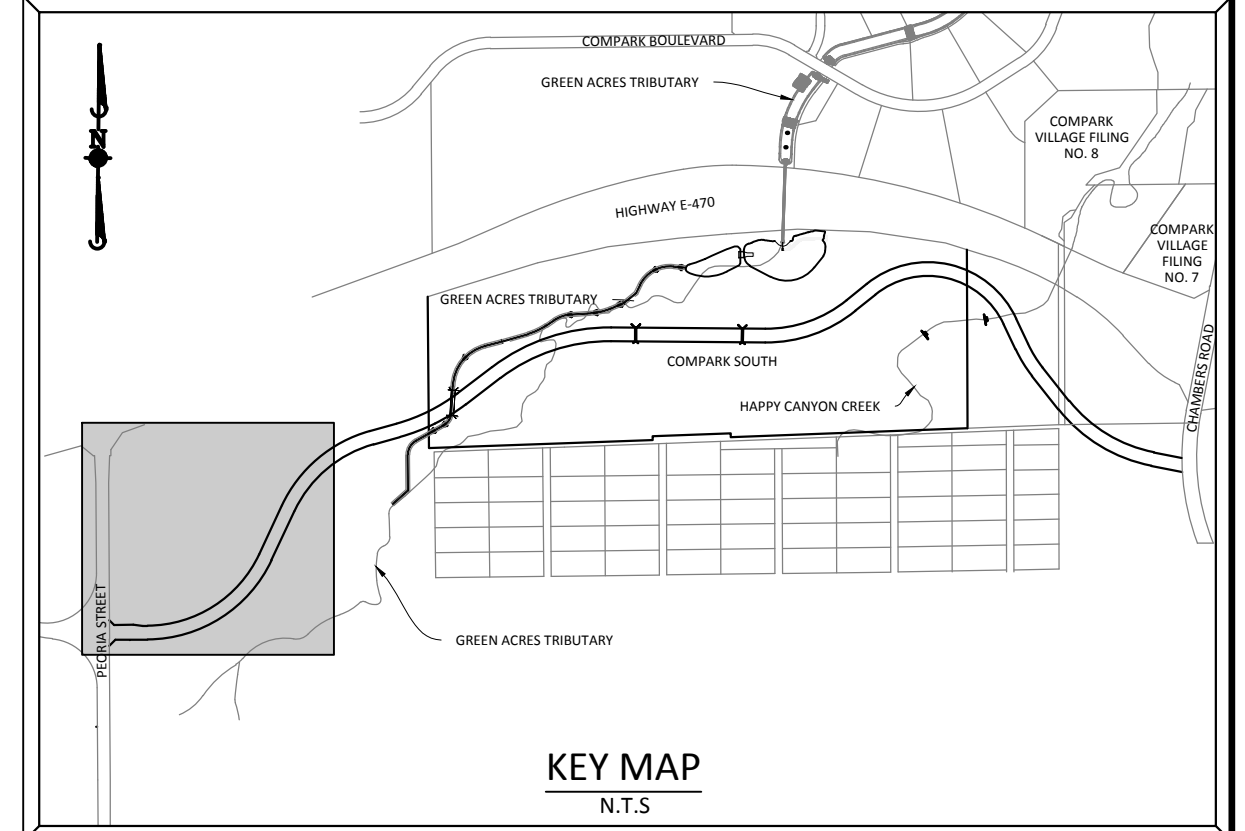 COMPARK BOULEVARD
GREEN ACRES TRIBUTARY
N
COMPARK
VILLAGE FILING
NO. 8
HIGHWAY E-470
COMPARK
VILLAGE
FILING
NO. 7
GREEN ACRES TRIBUTARY
CHAMBERS ROAD
COMPARK SOUTH
HAPPY CANYON CREEK
PEORIA STREET
GREEN ACRES TRIBUTARY
KEY MAP
N.T.S